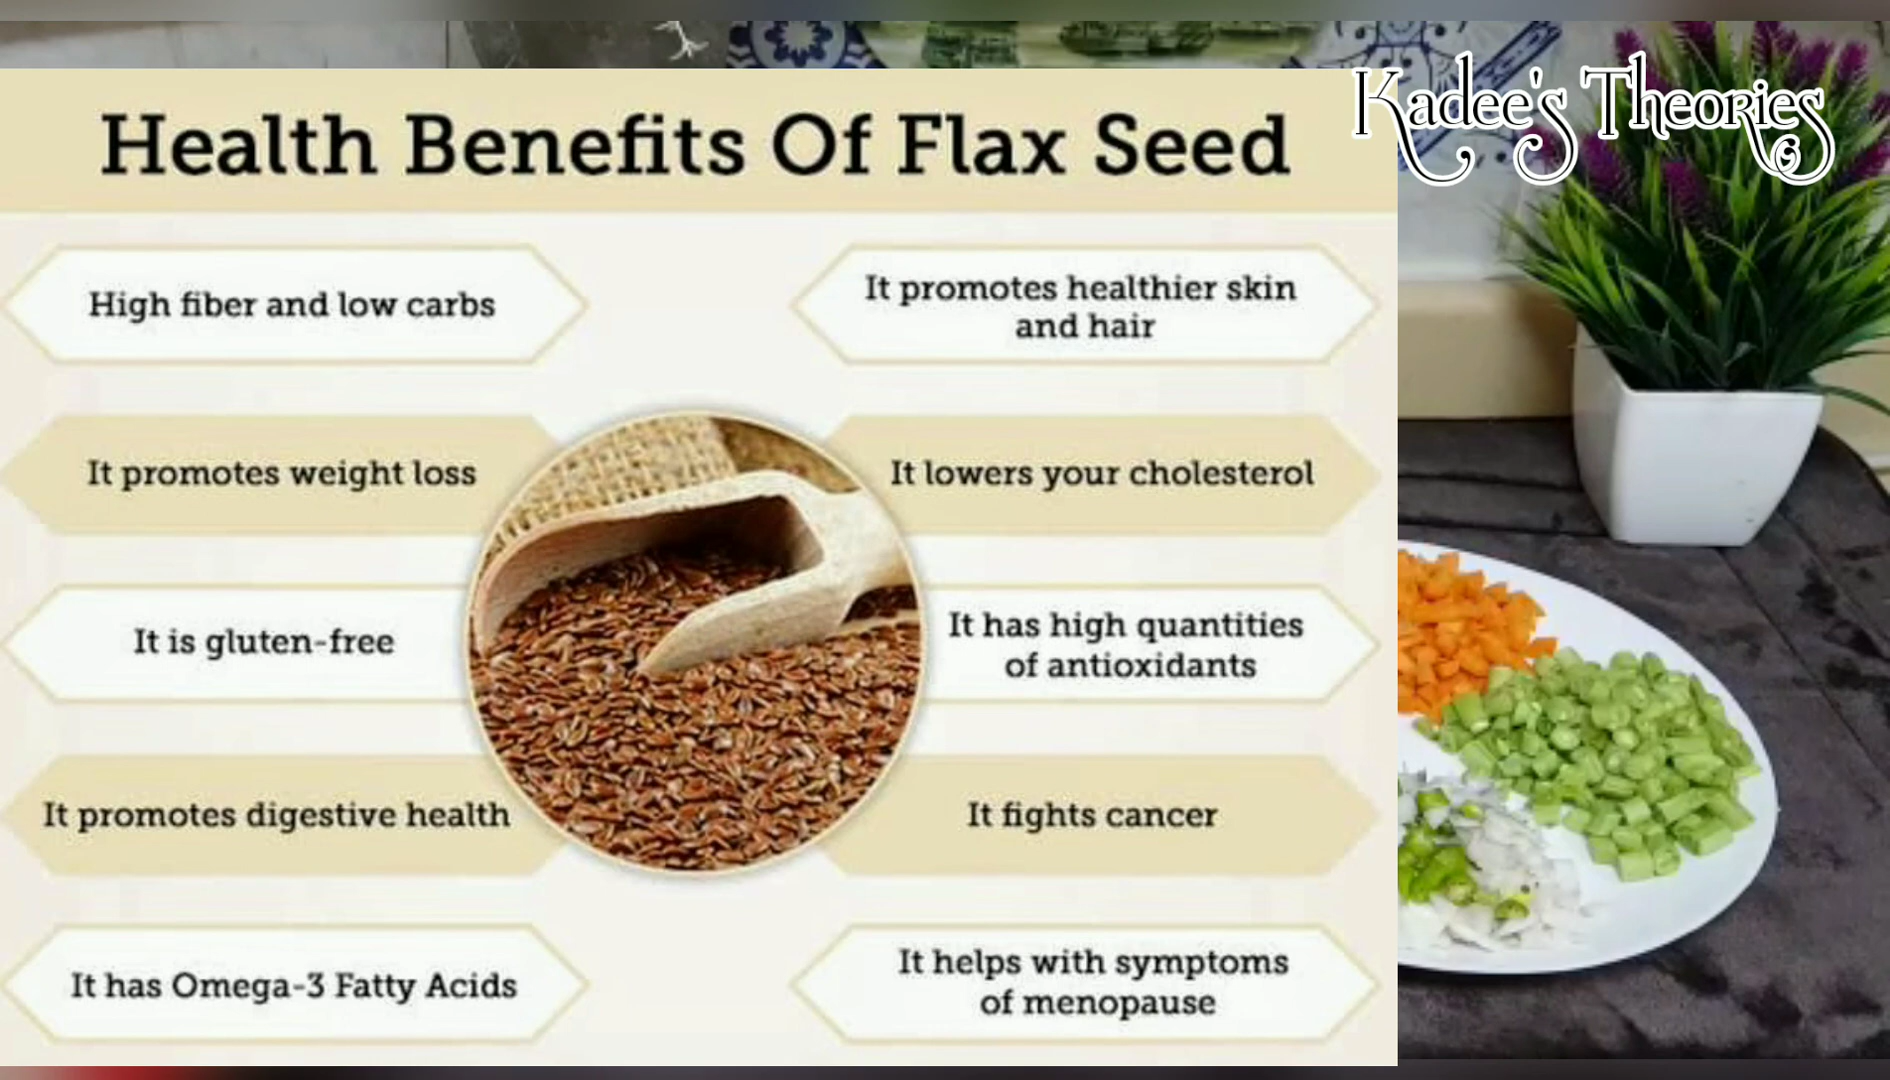 Kadee's Theories
Health Benefits Of Flax Seed
High fiber and low carbs
It promotes weight loss
It is gluten-free
It promotes digestive health
It has Omega-3 Fatty Acids
It promotes healthier skin
and hair
It lowers your cholesterol
It has high quantities
of antioxidants
It fights cancer
It helps with symptoms
of menopause